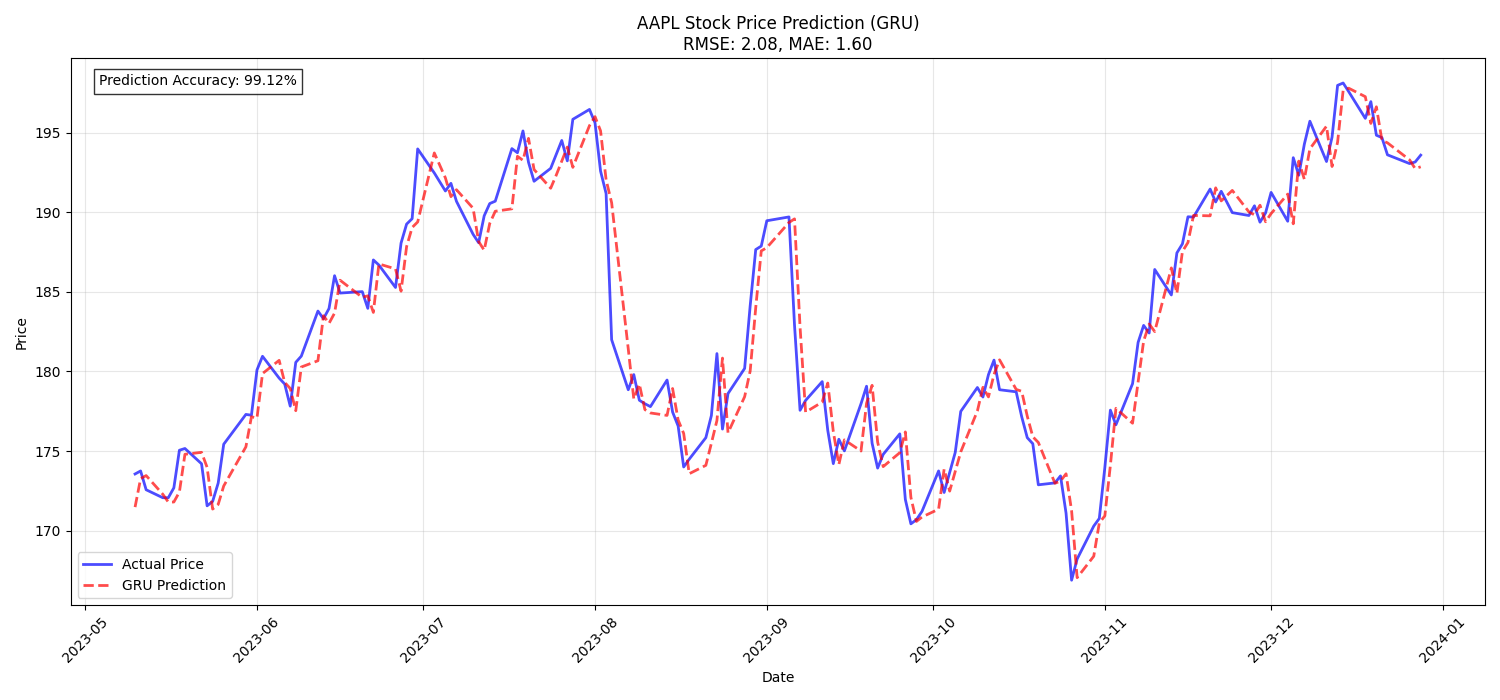 AAPL Stock Price Prediction (GRU)
RMSE: 2.08, MAE: 1.60
Prediction Accuracy: 99.12%
Price
195
190
185
180
175
170
Actual Price
GRU Prediction
2023-05
2023-06
2023-07
2023-08
2023-09
2023-10
2023-11
2023-12
2024-01
Date